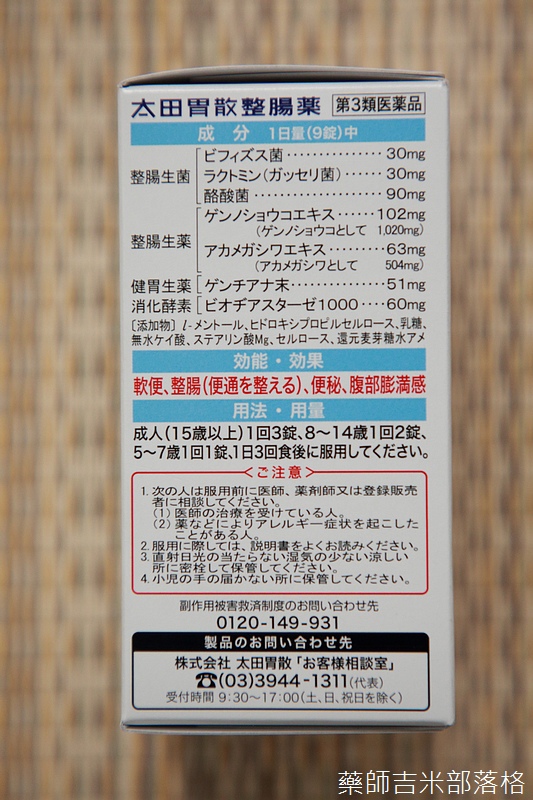 太田胃散整腸薬 第3類医薬品
成分 1日量(9錠)中
整腸生菌
ビフィズス菌················30mg
ラクトミン(ガッセリ菌)·····30mg
酪酸菌························90mg
整腸生薬
ゲンノショウコエキス······102mg
(ゲンノショウコとして 1,020mg)
アカメガシワエキス········63mg
(アカメガシワとして 504mg)
健胃生薬 ゲンチアナ末···············51mg
消化酵素 ビオヂアスターゼ1000····60mg
〔添加物〕l-メントール、ヒドロキシプロピルセルロース、乳糖、
無水ケイ酸、ステアリン酸Mg、セルロース、還元麦芽糖水アメ
効能・効果
軟便、整腸(便通を整える)、便秘、腹部膨満感
用法・用量
成人(15歳以上)1回3錠、8〜14歳1回2錠、
5〜7歳1回1錠、1日3回食後に服用してください。
<ご注意>
1. 次の人は服用前に医師、薬剤師又は登録販売
者に相談してください。
(1) 医師の治療を受けている人。
(2) 薬などによりアレルギー症状を起こした
ことがある人。
2. 服用に際しては、説明書をよくお読みください。
3. 直射日光の当たらない湿気の少ない涼しい
所に密栓して保管してください。
4. 小児の手の届かない所に保管してください。
副作用被害救済制度のお問い合わせ先
0120-149-931
製品のお問い合わせ先
株式会社 太田胃散「お客様相談室」
☎(03)3944-1311(代表)
受付時間 9:30〜17:00(土、日、祝日を除く)
藥師吉米部落格